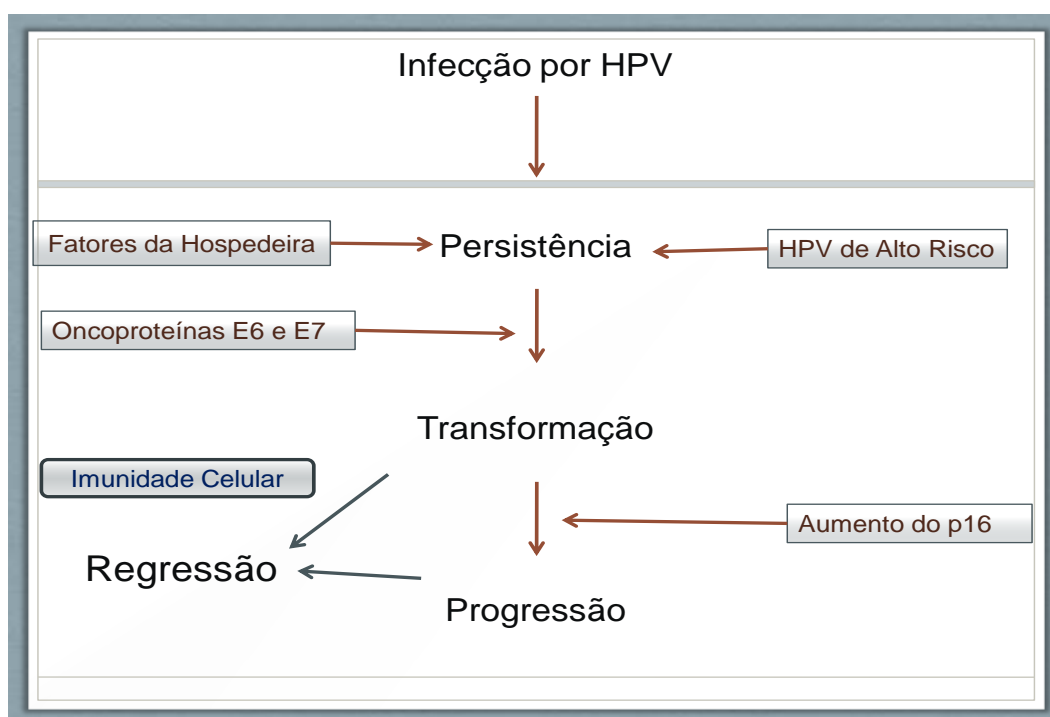 Infecção por HPV
Fatores da Hospedeira
Persistência
HPV de Alto Risco
Oncoproteínas E6 e E7
Transformação
Imunidade Celular
Aumento do p16
Regressão
Progressão